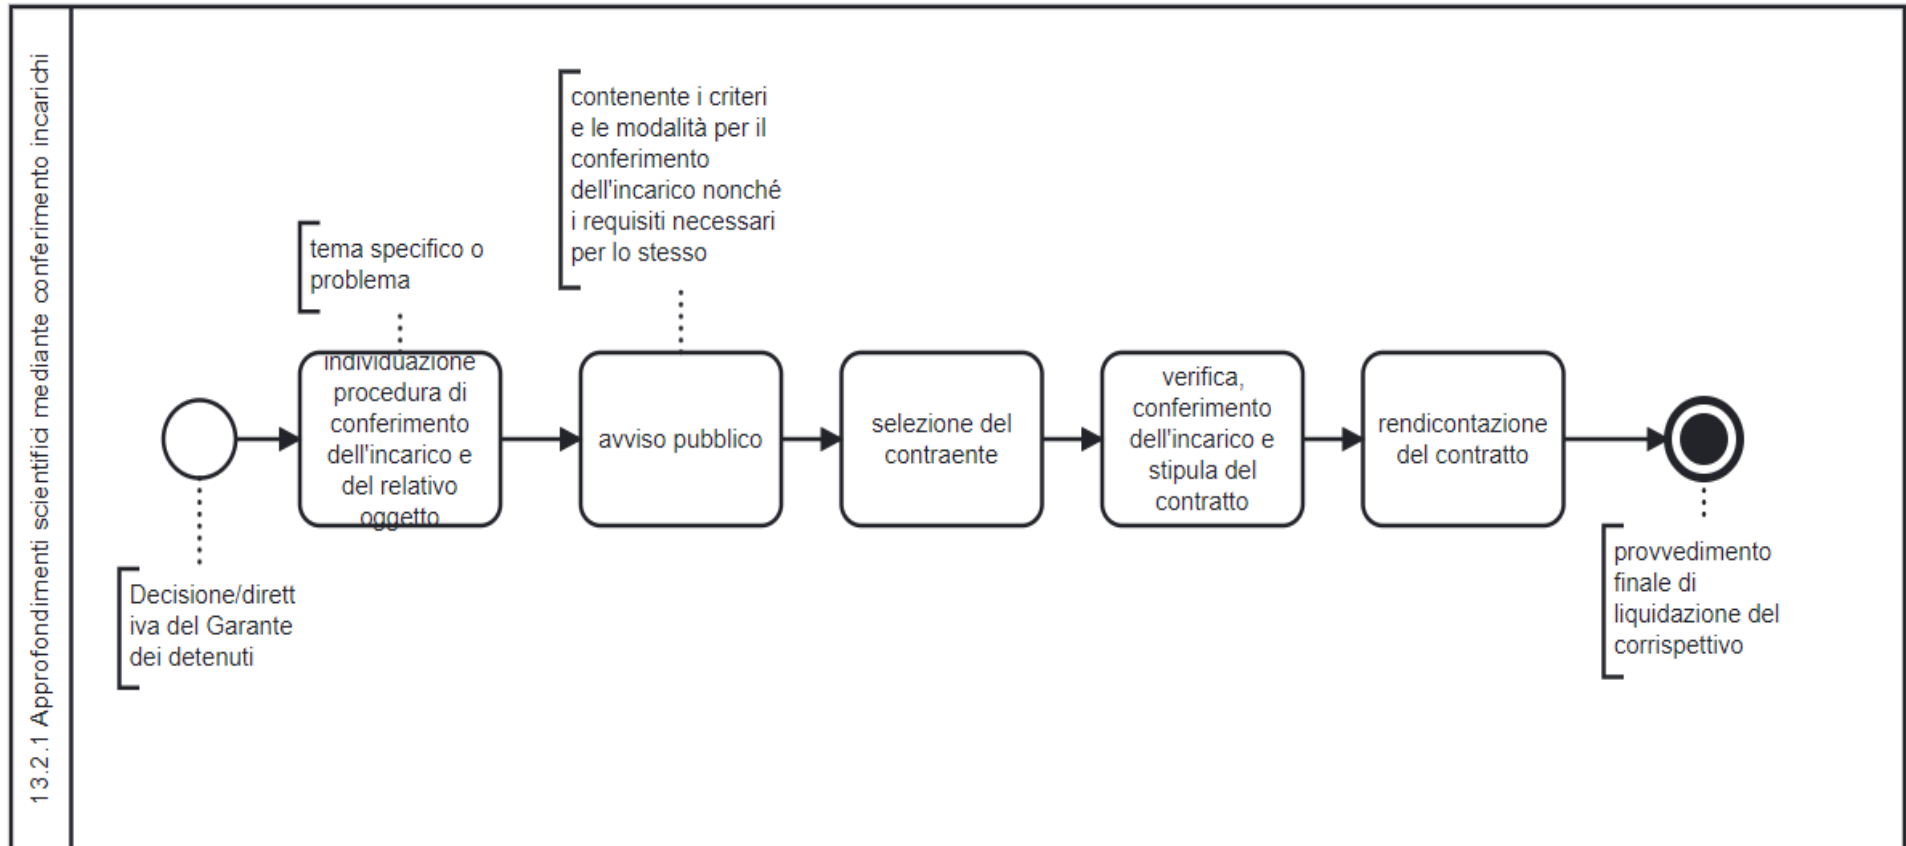 13.2.1 Approfondimenti scientifici mediante conferimento incarichi
contenente i criteri
e le modalità per il
conferimento
dell'incarico nonché
i requisiti necessari
per lo stesso
tema specifico o
problema
individuazione
procedura di
conferimento
dell'incarico e
del relativo
oggetto
avviso pubblico
selezione del
contraente
verifica,
conferimento
dell'incarico e
stipula del
contratto
rendicontazione
del contratto
Decisione/dirett
iva del Garante
dei detenuti
provvedimento
finale di
liquidazione del
corrispettivo